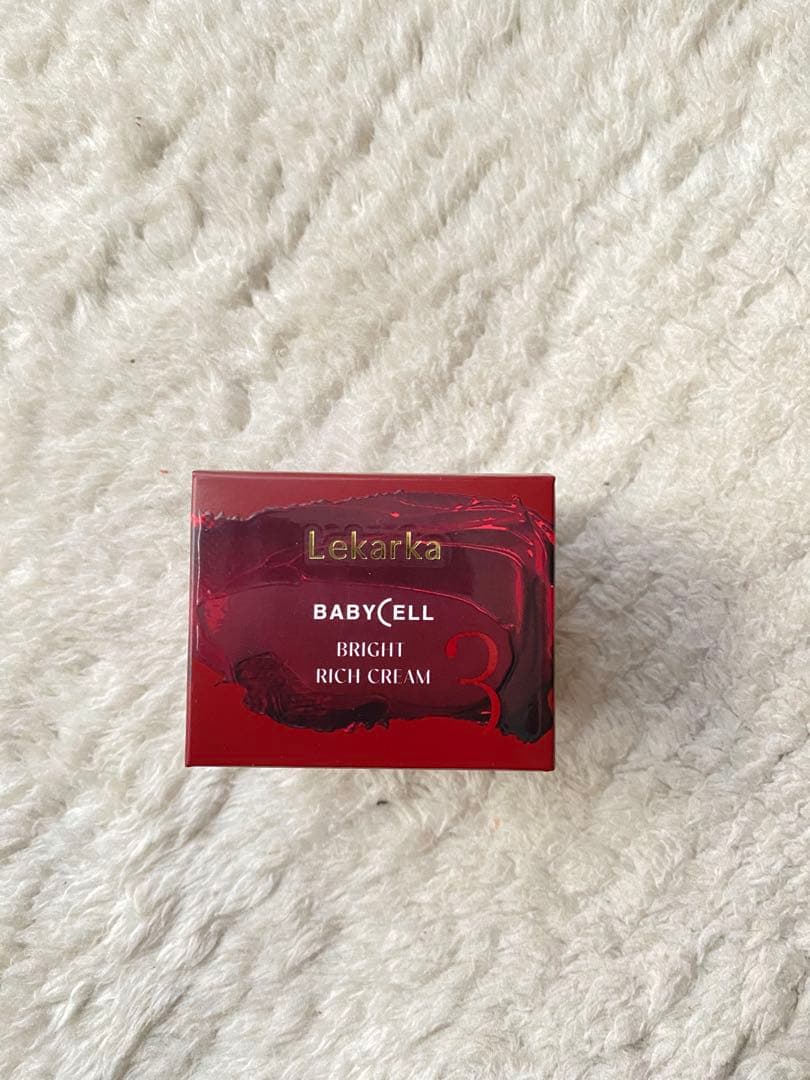 Lekarka
BABYCELL
BRIGHT
RICH CREAM
3